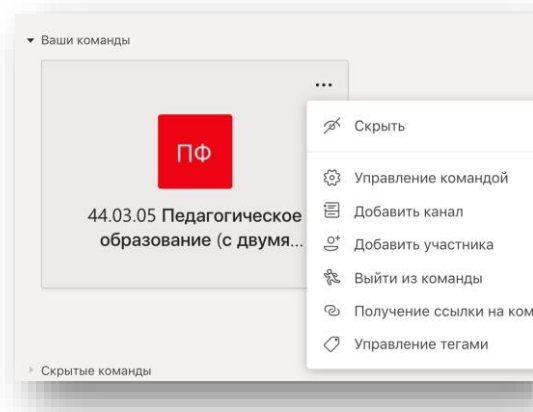 Ваши команды
ПФ
44.03.05 Педагогическое
образование (с двумя...
Скрыть
Управление командой
Добавить канал
Добавить участника
Выйти из команды
Получение ссылки на ком
Управление тегами
Скрытые команды